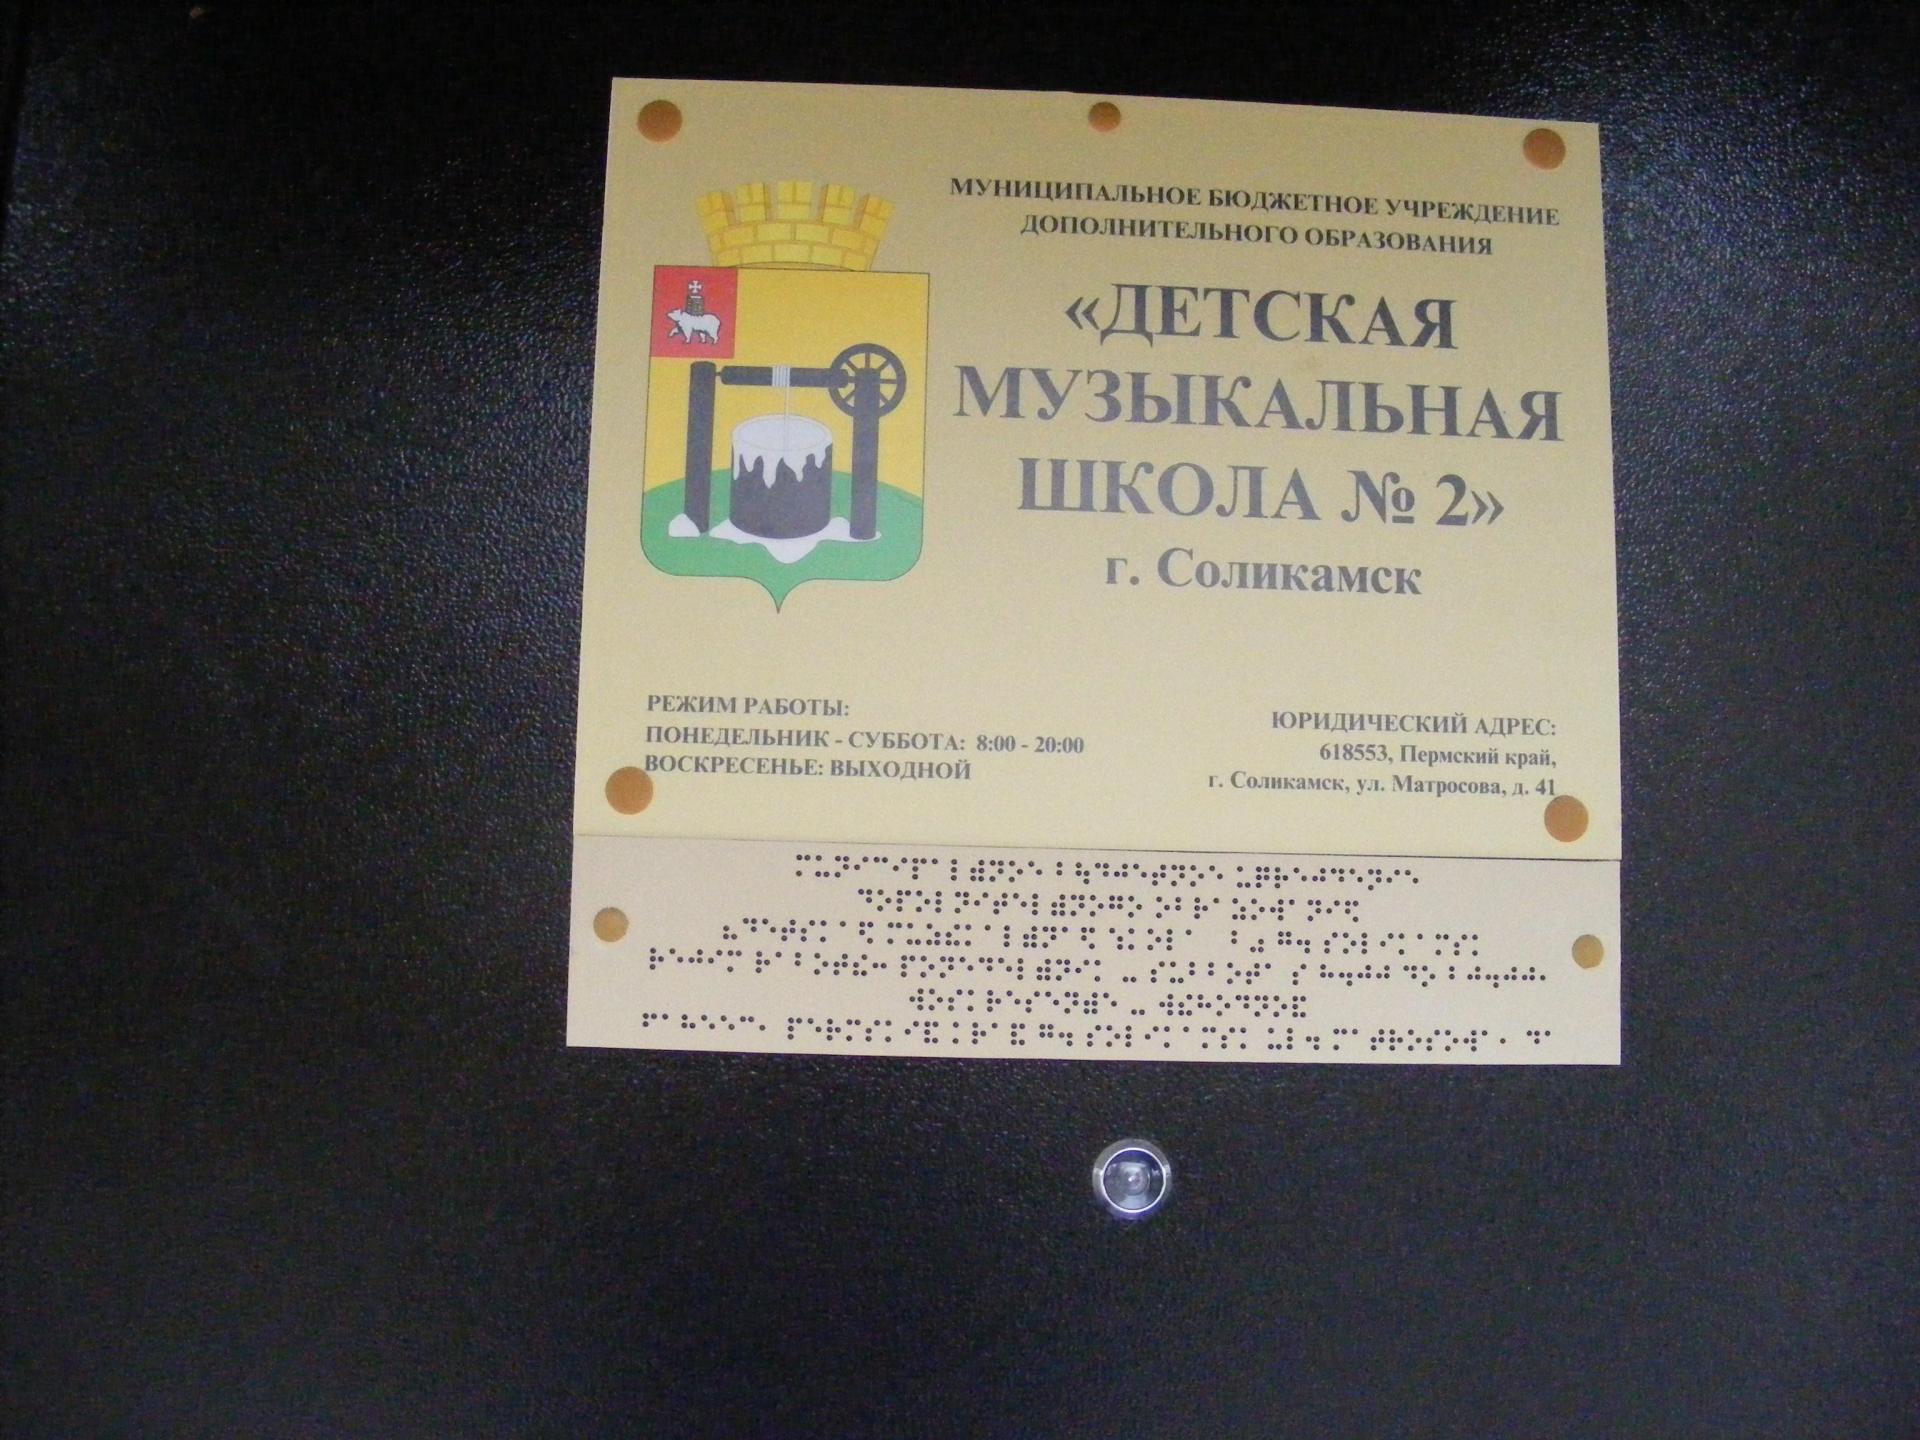 МУНИЦИПАЛЬНОЕ БЮДЖЕТНОЕ УЧРЕЖДЕНИЕ
ДОПОЛНИТЕЛЬНОГО ОБРАЗОВАНИЯ
«ДЕТСКАЯ
МУЗЫКАЛЬНАЯ
ШКОЛА № 2»
г. Соликамск
РЕЖИМ РАБОТЫ:
ПОНЕДЕЛЬНИК - СУББОТА: 8:00 - 20:00
ВОСКРЕСЕНЬЕ: ВЫХОДНОЙ
ЮРИДИЧЕСКИЙ АДРЕС:
618553, Пермский край,
г. Соликамск, ул. Матросова, д. 41